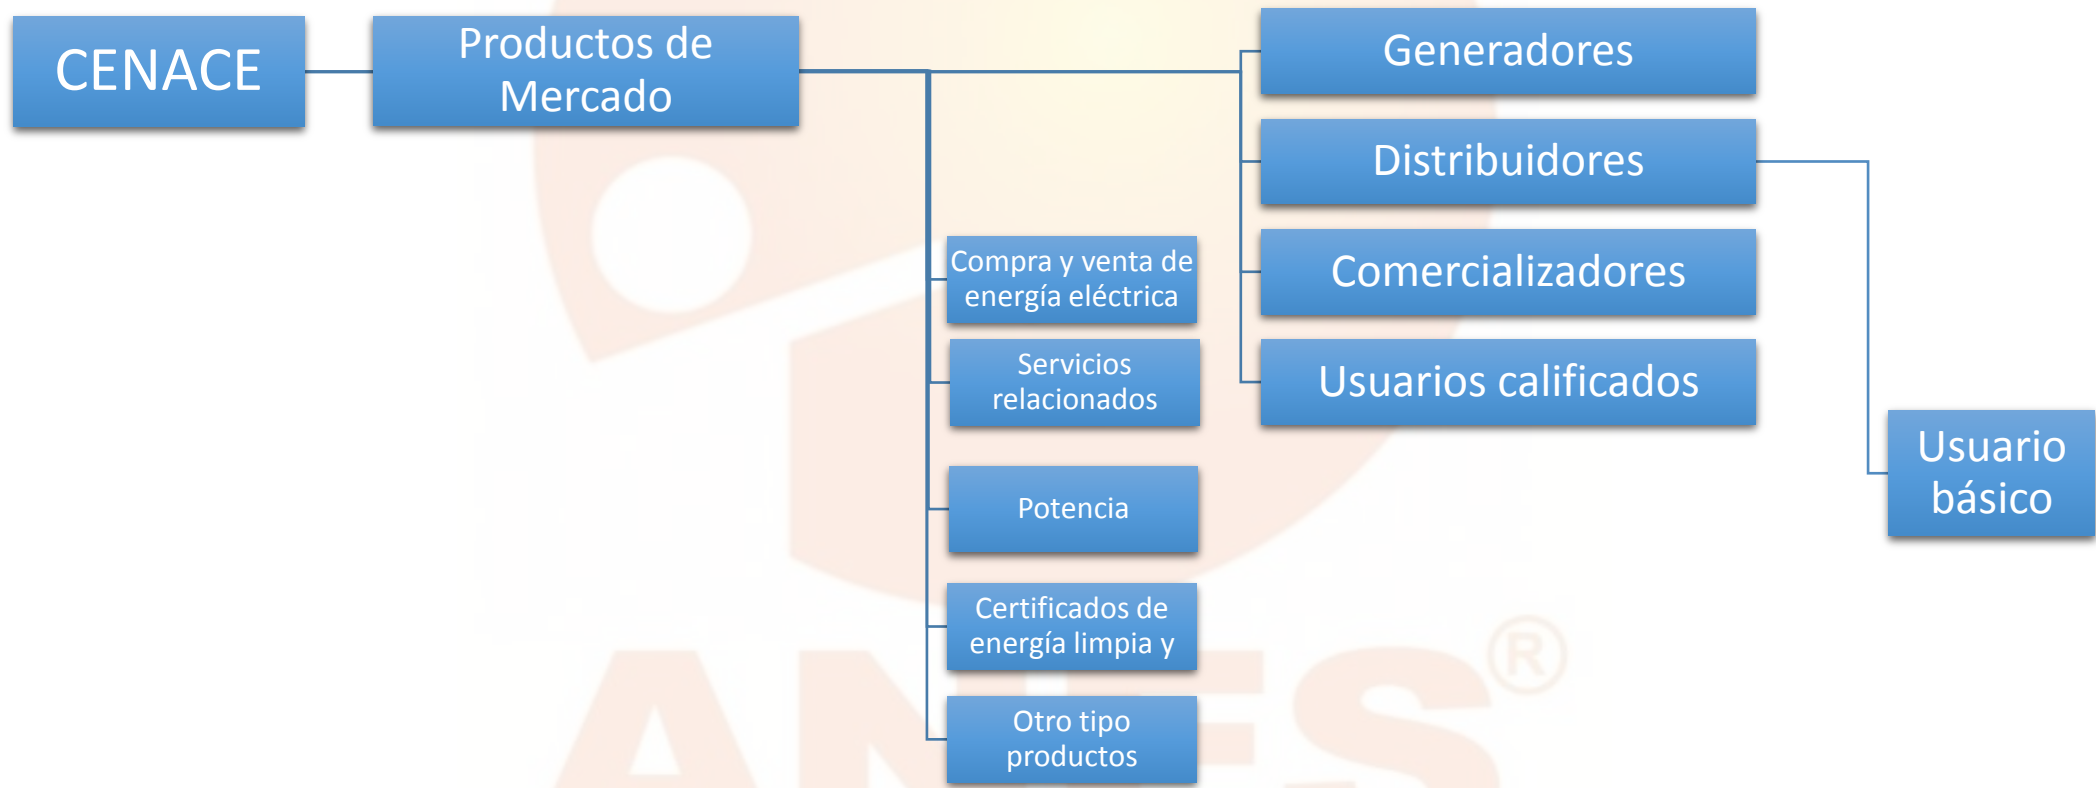 CENACE
Productos de
Mercado
Generadores
Distribuidores
Comercializadores
Usuarios calificados
Compra y venta de
energía eléctrica
Servicios
relacionados
Potencia
Certificados de
energía limpia y
Otro tipo
productos
Usuario
básico
ANES
®